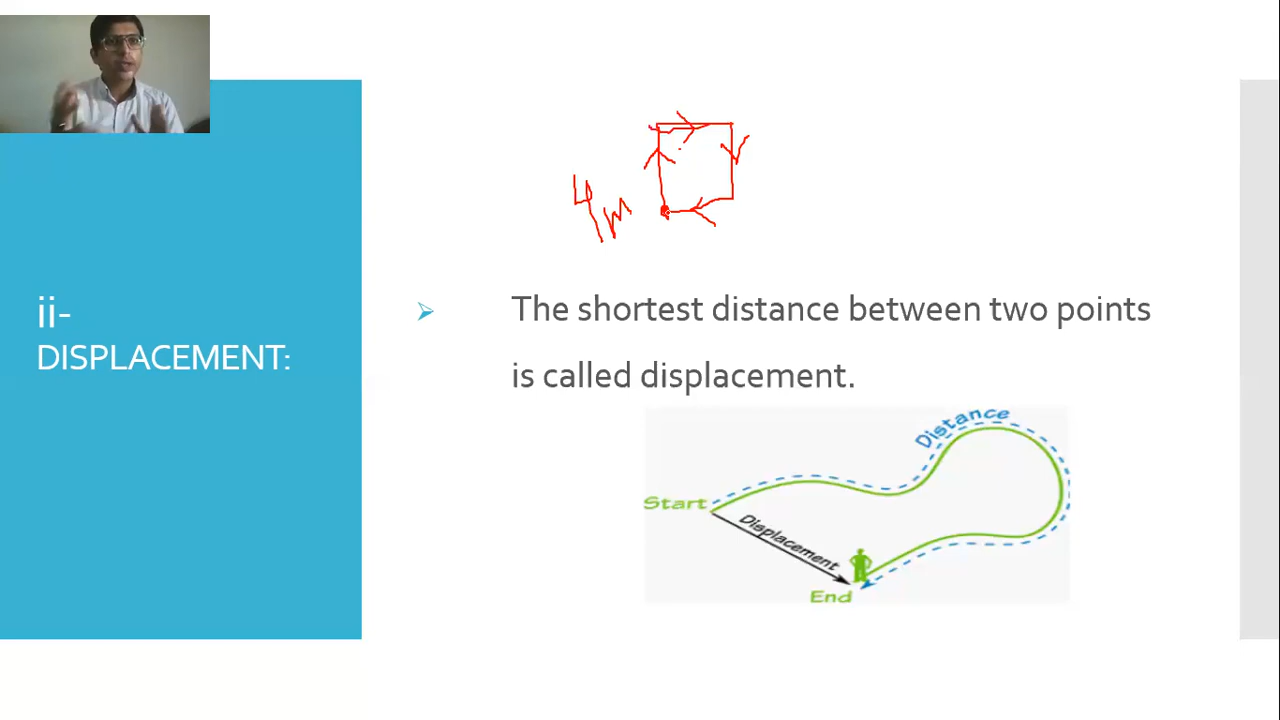 4m
ii-
DISPLACEMENT:
The shortest distance between two points
is called displacement.
Distance
Start
Displacement
End